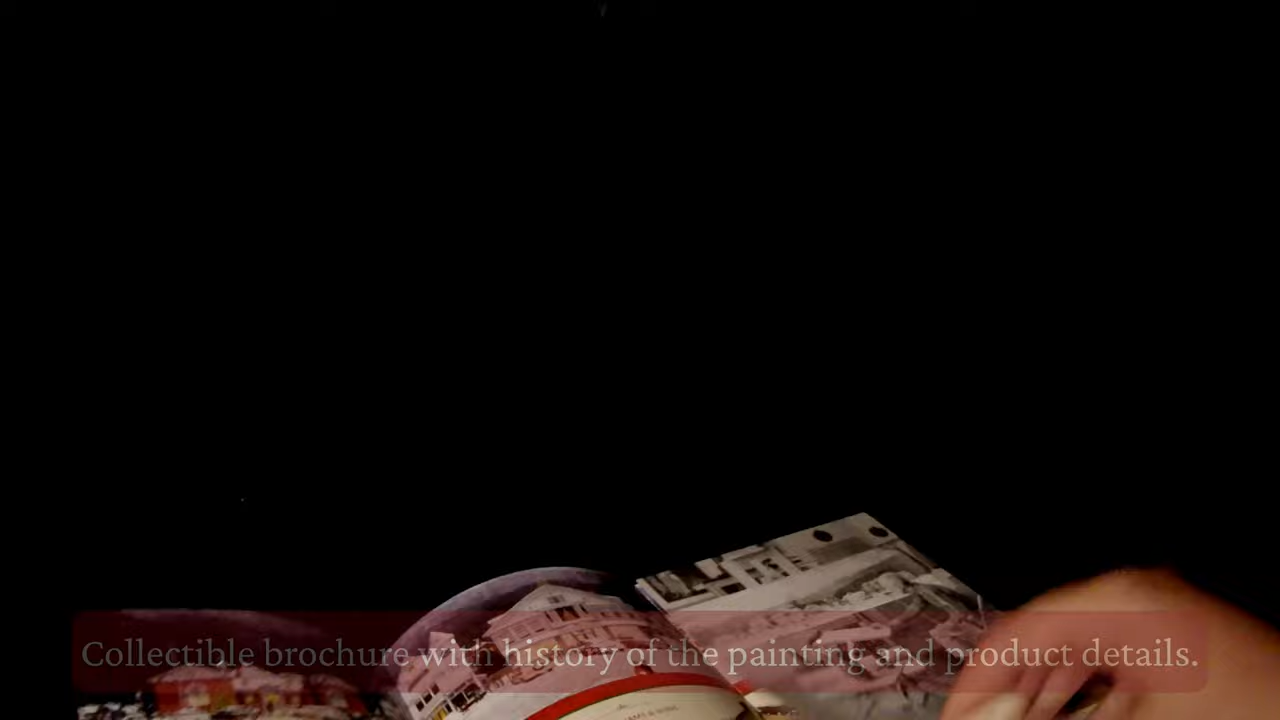 Collectible brochure with history of the painting and product details.